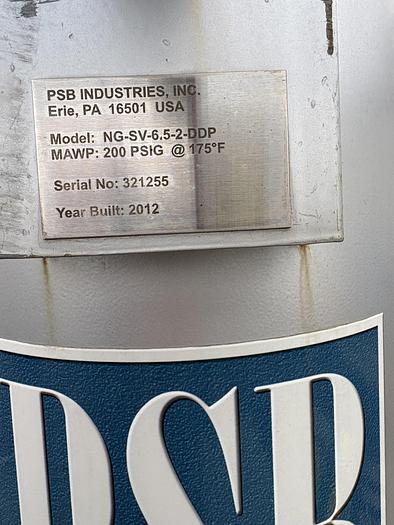 PSB INDUSTRIES, INC.
Erie, PA 16501 USA
Model: NG-SV-6.5-2-DDP
MAWP: 200 PSIG @ 175°F
Serial No: 321255
Year Built: 2012
PSB